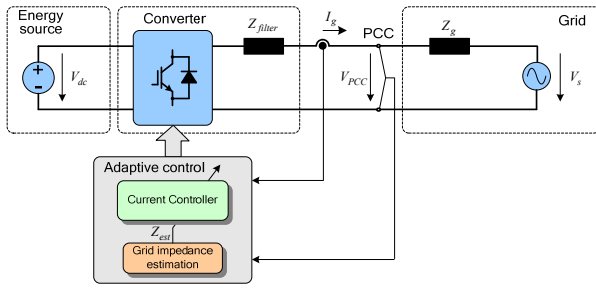 Energy source
Converter
Z_filter
I_g
PCC
Z_g
Grid
+
-
V_dc
V_PCC
V_s
Adaptive control
Current Controller
Z_est
Grid impedance
estimation